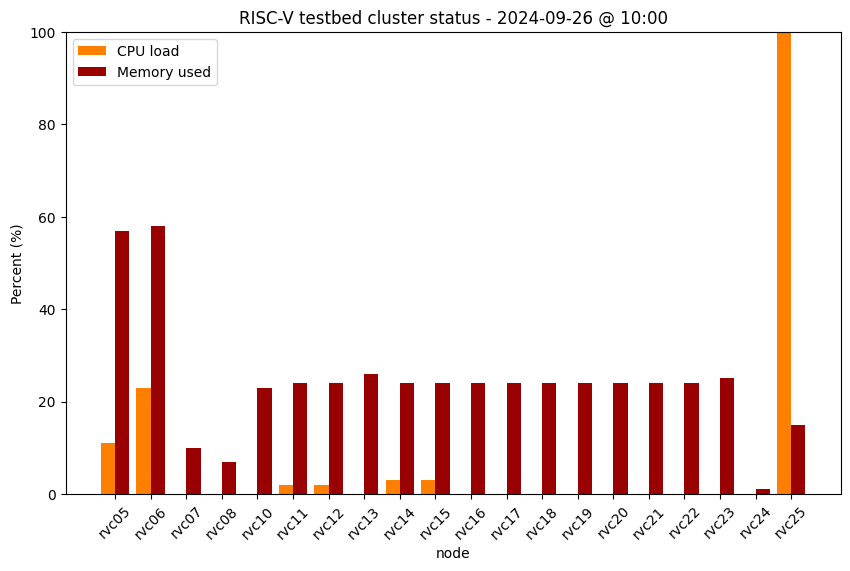 RISC-V testbed cluster status - 2024-09-26 @ 10:00
CPU load
Memory used
Percent (%)
100
80
60
40
20
0
rvc05
rvc06
rvc07
rvc08
rvc10
rvc11
rvc12
rvc13
rvc14
rvc15
rvc16
rvc17
rvc18
rvc19
rvc20
rvc21
rvc22
rvc23
rvc24
rvc25
node